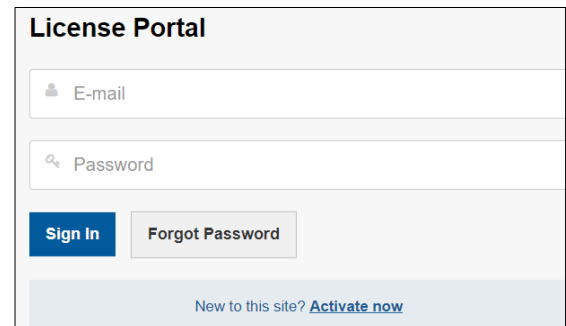 License Portal
E-mail
Password
Sign In Forgot Password
New to this site? Activate now